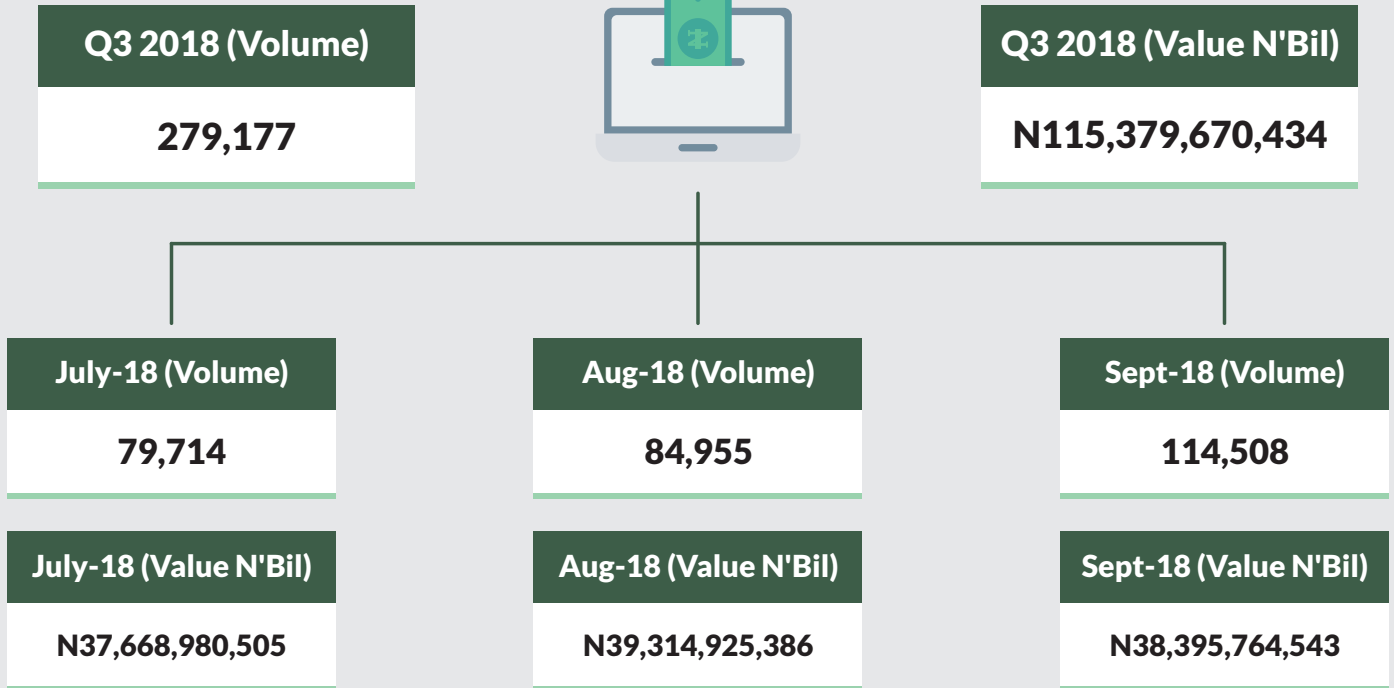 Q3 2018 (Volume)
279,177
Q3 2018 (Value N'Bil)
N115,379,670,434
July-18 (Volume)
79,714
Aug-18 (Volume)
84,955
Sept-18 (Volume)
114,508
July-18 (Value N'Bil)
N37,668,980,505
Aug-18 (Value N'Bil)
N39,314,925,386
Sept-18 (Value N'Bil)
N38,395,764,543